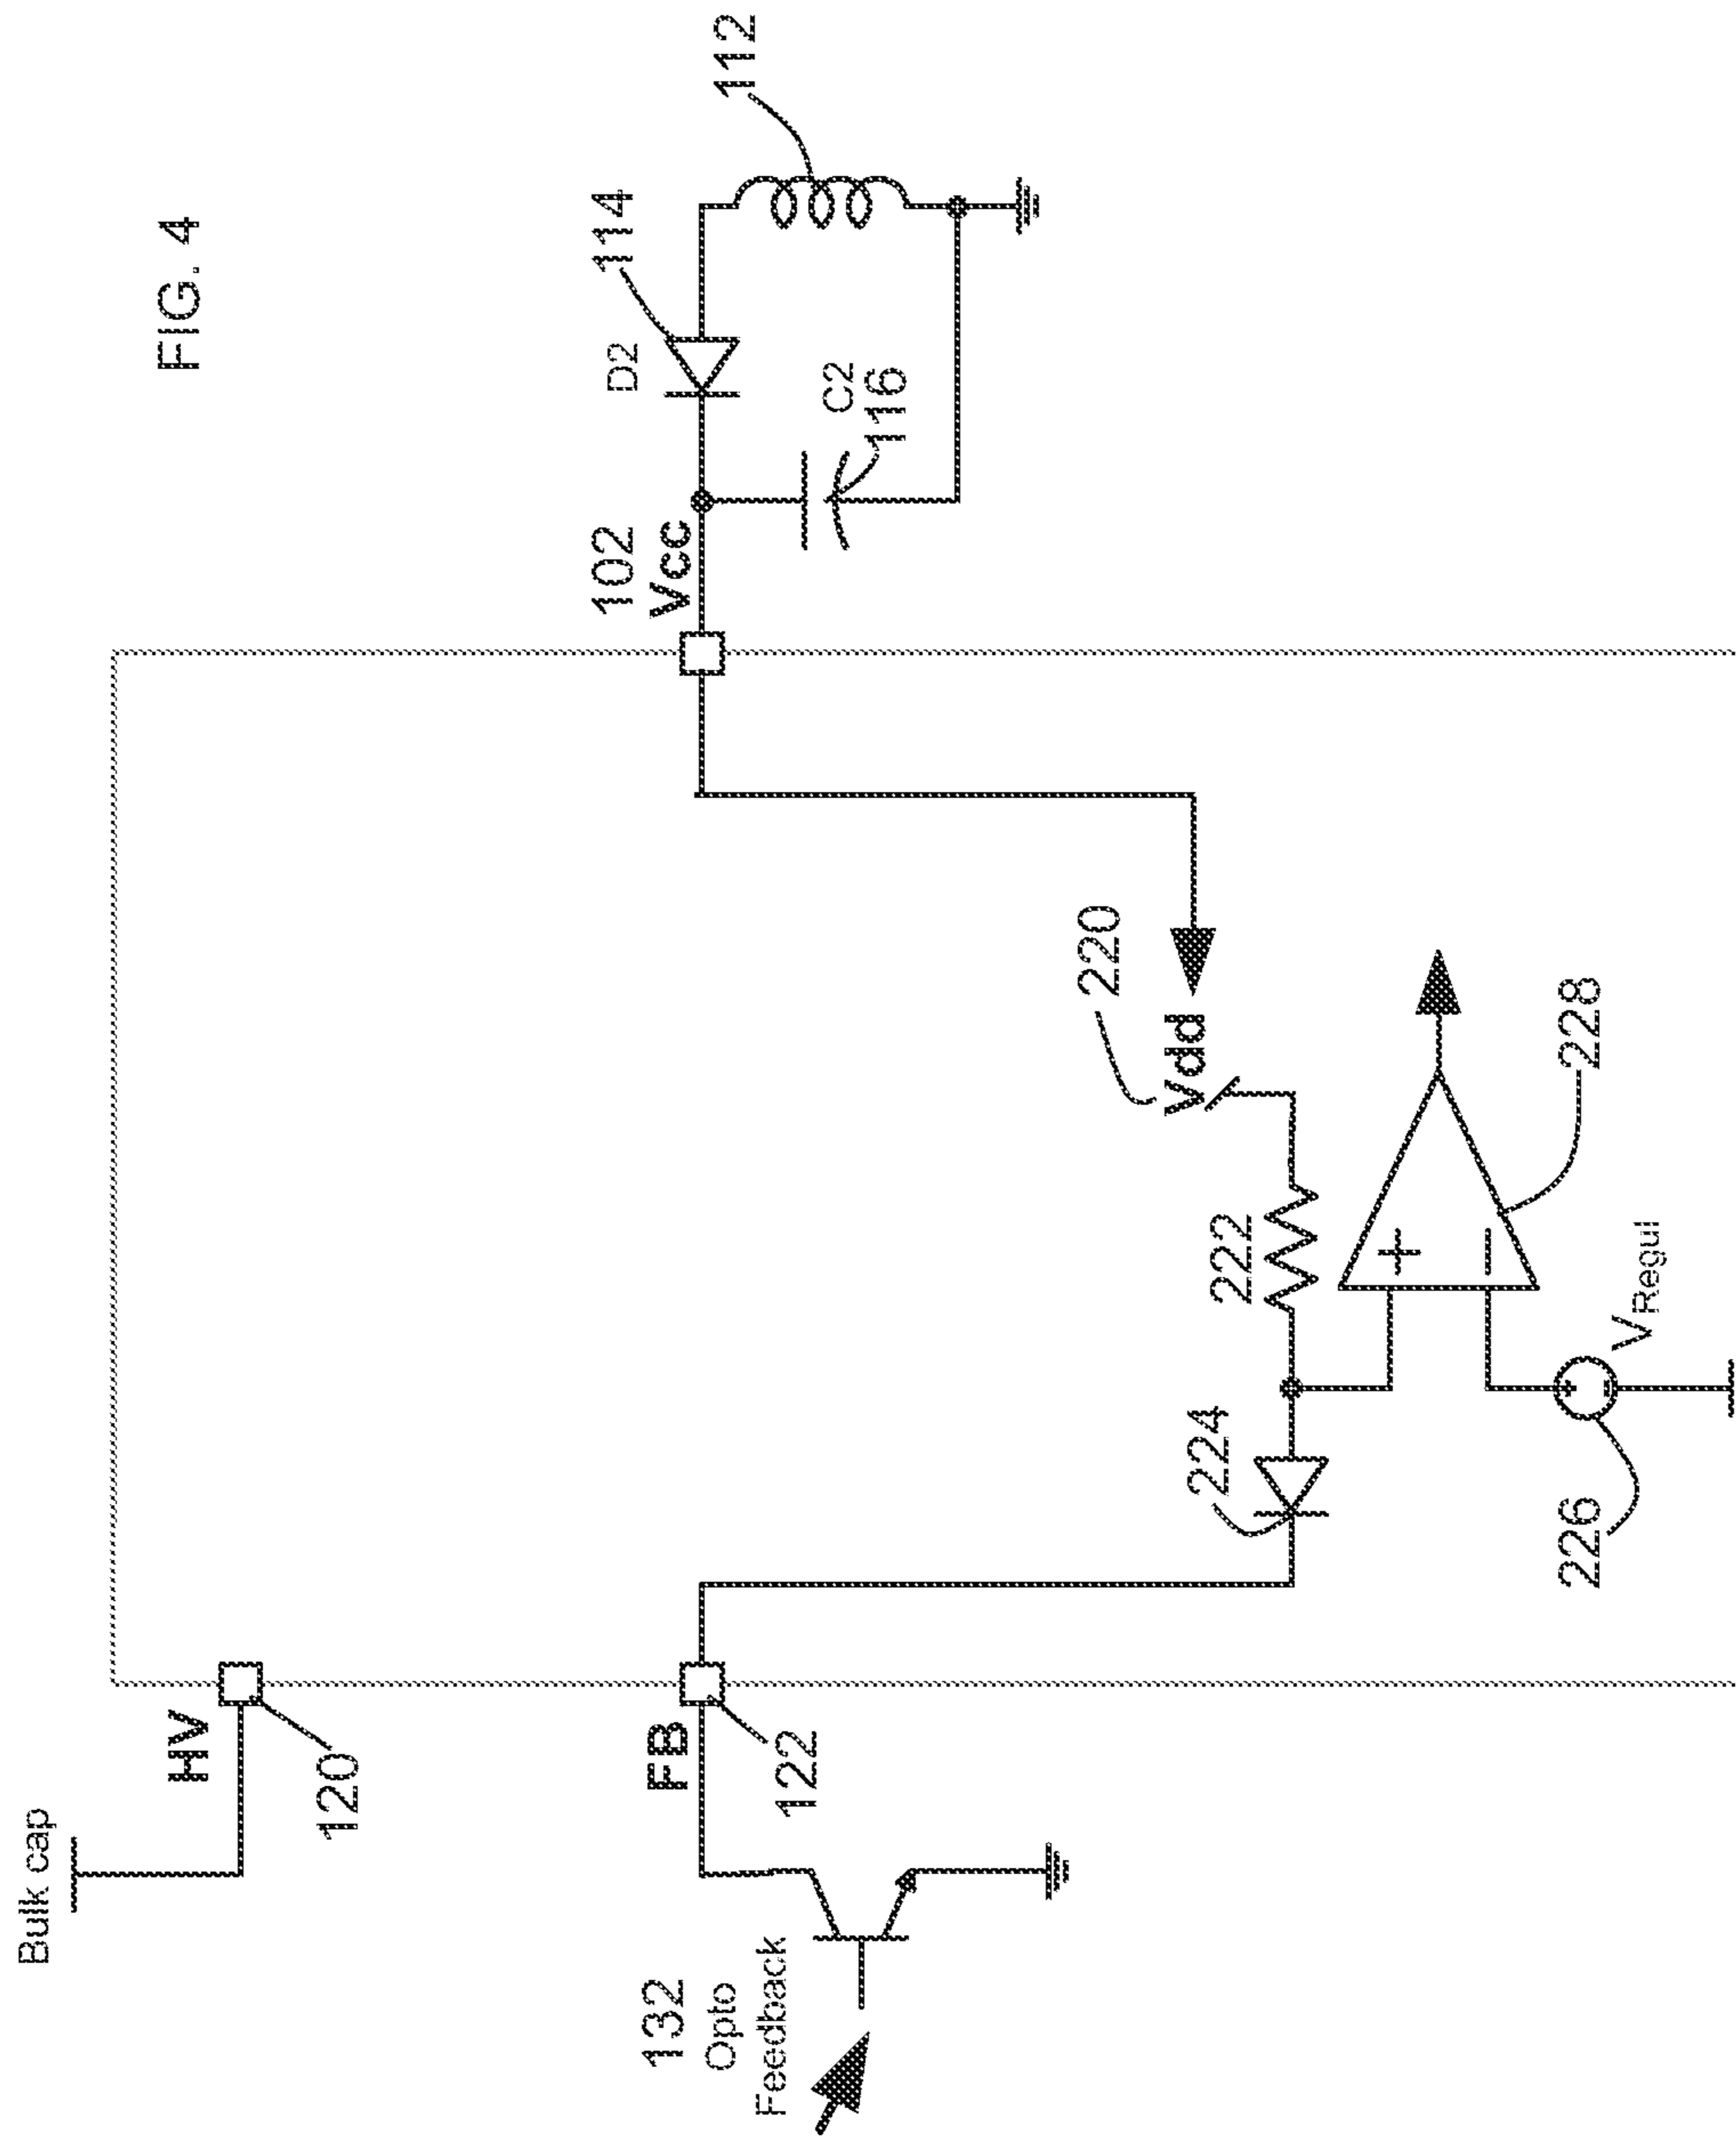 FIG. 4
Bulk cap
HV
120
132
Opto
Feedback
FB
122
102
Vcc
D2
114
C2
116
112
220
Vdd
222
224
+
−
228
226
VRegul